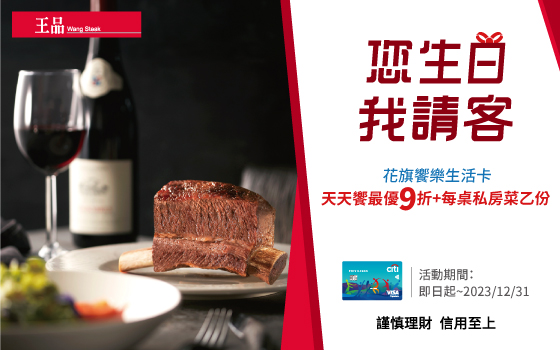 王品 Wang Steak
您生日
我請客
花旗饗樂生活卡
天天饗最優9折+每桌私房菜乙份
citi
VISA
活動期間：
即日起~2023/12/31
謹慎理財 信用至上